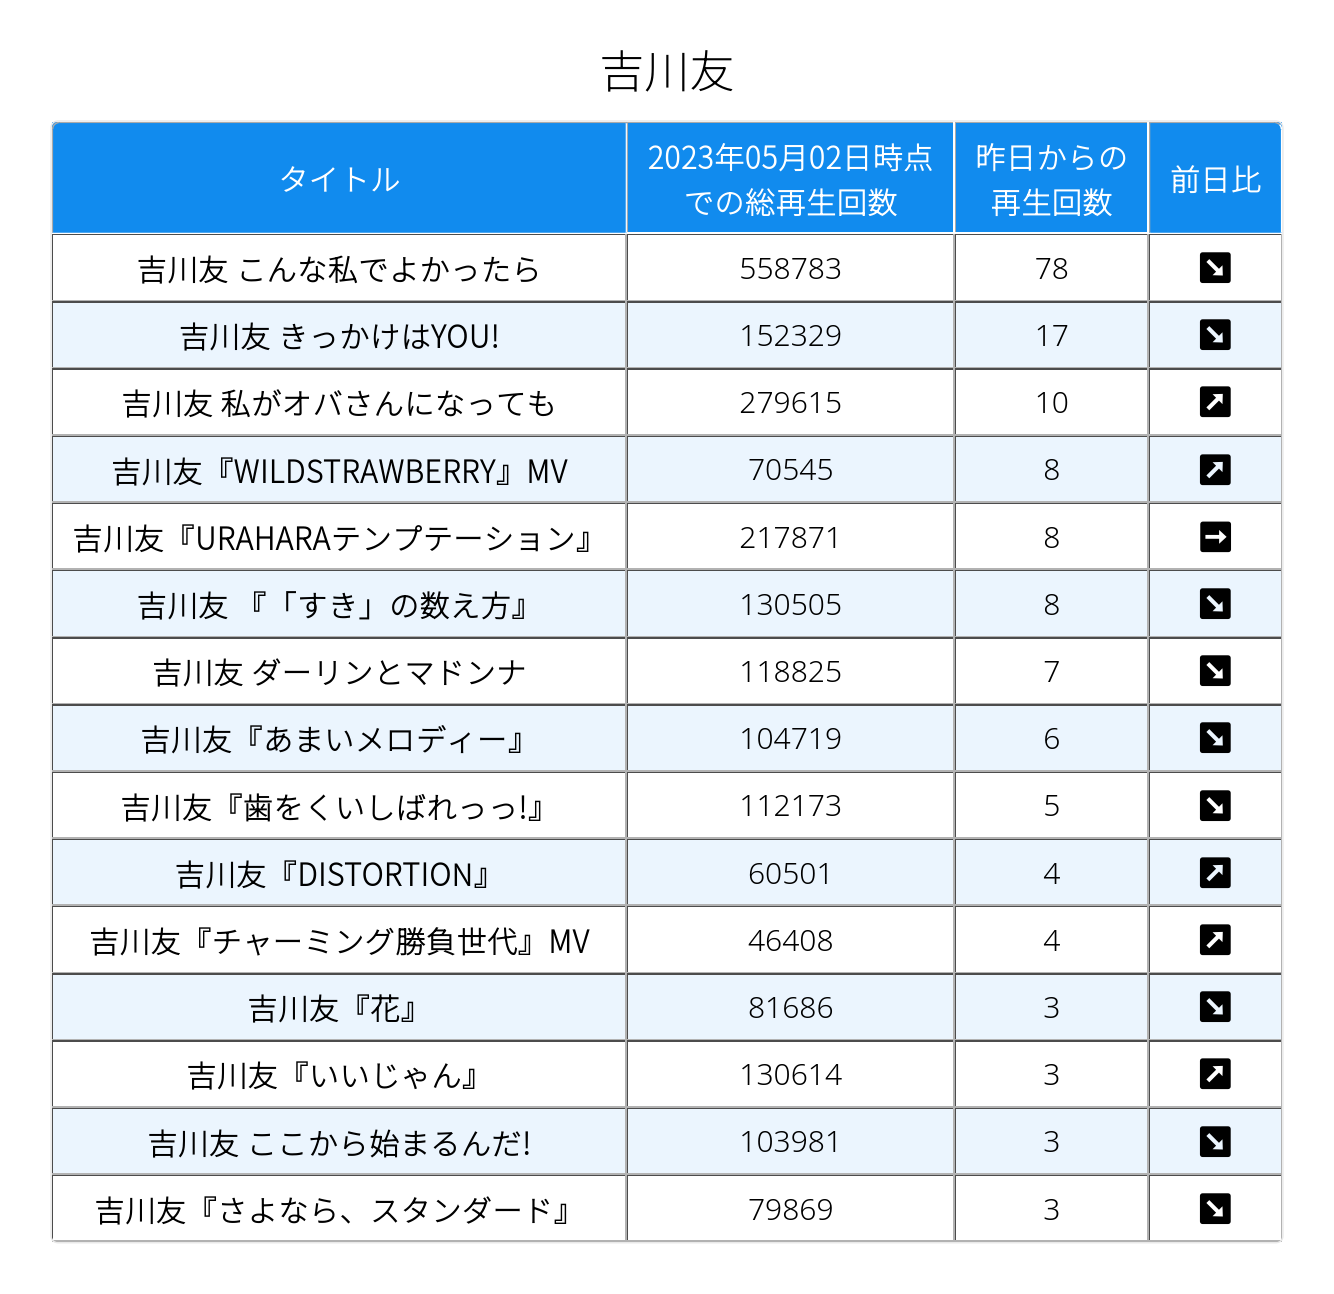 吉川友
タイトル 2023年05月02日時点 昨日からの 前日比
での総再生回数 再生回数
吉川友 こんな私でよかったら 558783 78 ↘
吉川友 きっかけはYOU! 152329 17 ↘
吉川友 私がオバさんになっても 279615 10 ↗
吉川友『WILDSTRAWBERRY』MV 70545 8 ↗
吉川友『URAHARAテンプテーション』 217871 8 →
吉川友 『「すき」の数え方』 130505 8 ↘
吉川友 ダーリンとマドンナ 118825 7 ↘
吉川友『あまいメロディー』 104719 6 ↘
吉川友『歯をくいしばれっっ!』 112173 5 ↘
吉川友『DISTORTION』 60501 4 ↗
吉川友『チャーミング勝負世代』MV 46408 4 ↗
吉川友『花』 81686 3 ↘
吉川友『いいじゃん』 130614 3 ↗
吉川友 ここから始まるんだ! 103981 3 ↘
吉川友『さよなら、スタンダード』 79869 3 ↘